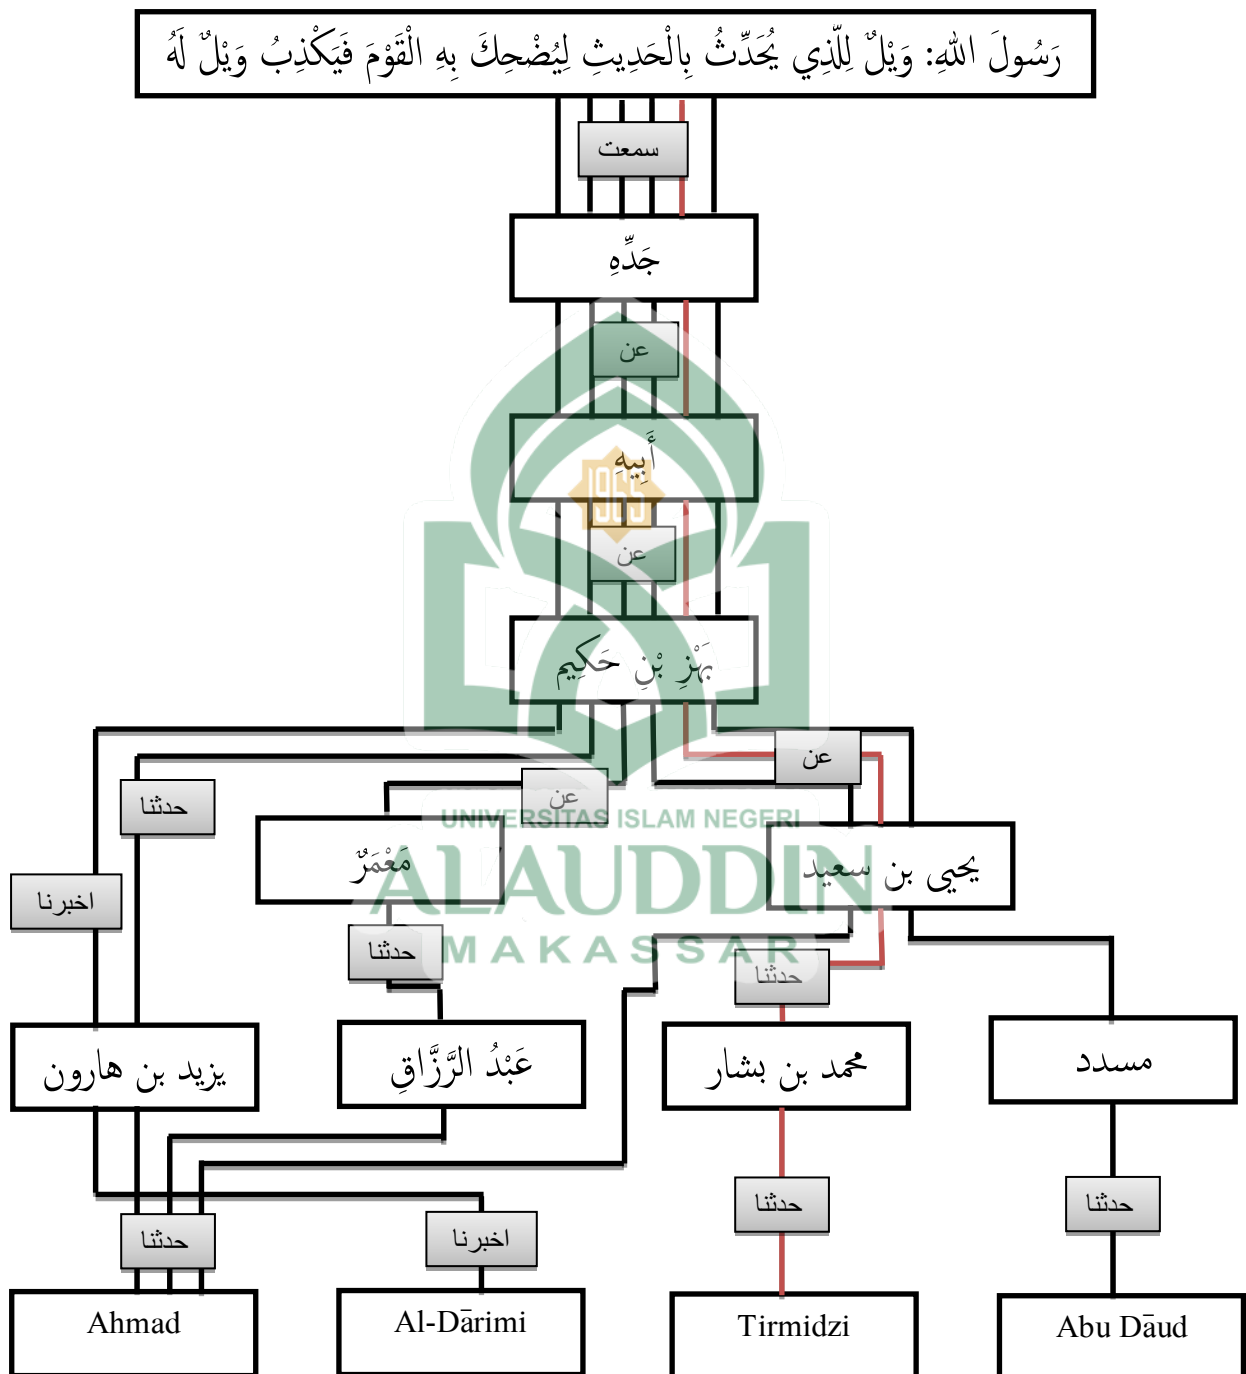 رَسُولَ اللهِ: وَيْلٌ لِلَّذِي يُحَدِّثُ بِالْحَدِيثِ لِيُضْحِكَ بِهِ الْقَوْمَ فَيَكْذِبُ وَيْلٌ لَهُ
سمعت
جَدِّهِ
عن
أَبِيهِ
1965
عن
بَهْزِ بْنِ حَكِيم
عن
عن
حدثنا
UNIVERSITAS ISLAM NEGERI
مَعْمَرٌ
يحيى بن سعيد
ALAUDDIN
اخبرنا
حدثنا
MAKASSAR
حدثنا
يزيد بن هارون
عَبْدُ الرَّزَّاقِ
محمد بن بشار
مسدد
حدثنا
اخبرنا
حدثنا
حدثنا
Ahmad
Al-Dārimi
Tirmidzi
Abu Dāud